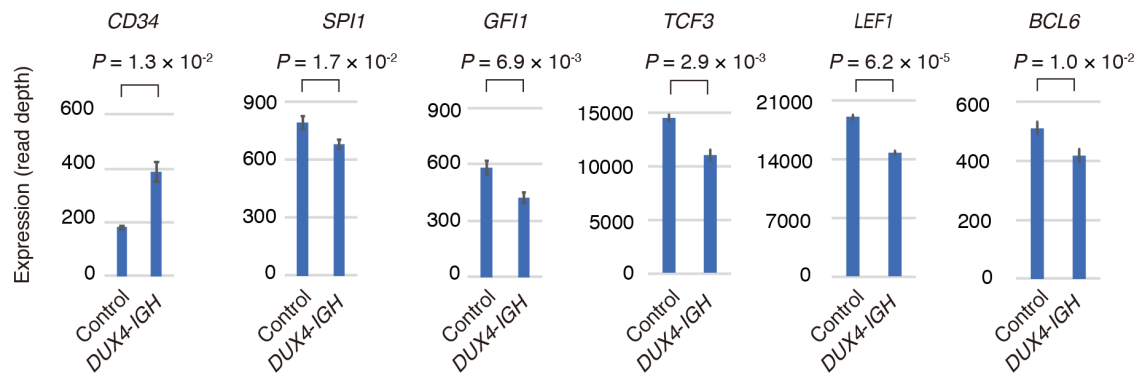 CD34 SPI1 GFI1 TCF3 LEF1 BCL6
P = 1.3 × 10⁻² P = 1.7 × 10⁻² P = 6.9 × 10⁻³ P = 2.9 × 10⁻³ P = 6.2 × 10⁻⁵ P = 1.0 × 10⁻²
Expression (read depth)
600
400
200
0
900
600
300
0
900
600
300
0
15000
10000
5000
0
21000
14000
7000
0
600
400
200
0
Control
DUX4-IGH
Control
DUX4-IGH
Control
DUX4-IGH
Control
DUX4-IGH
Control
DUX4-IGH
Control
DUX4-IGH